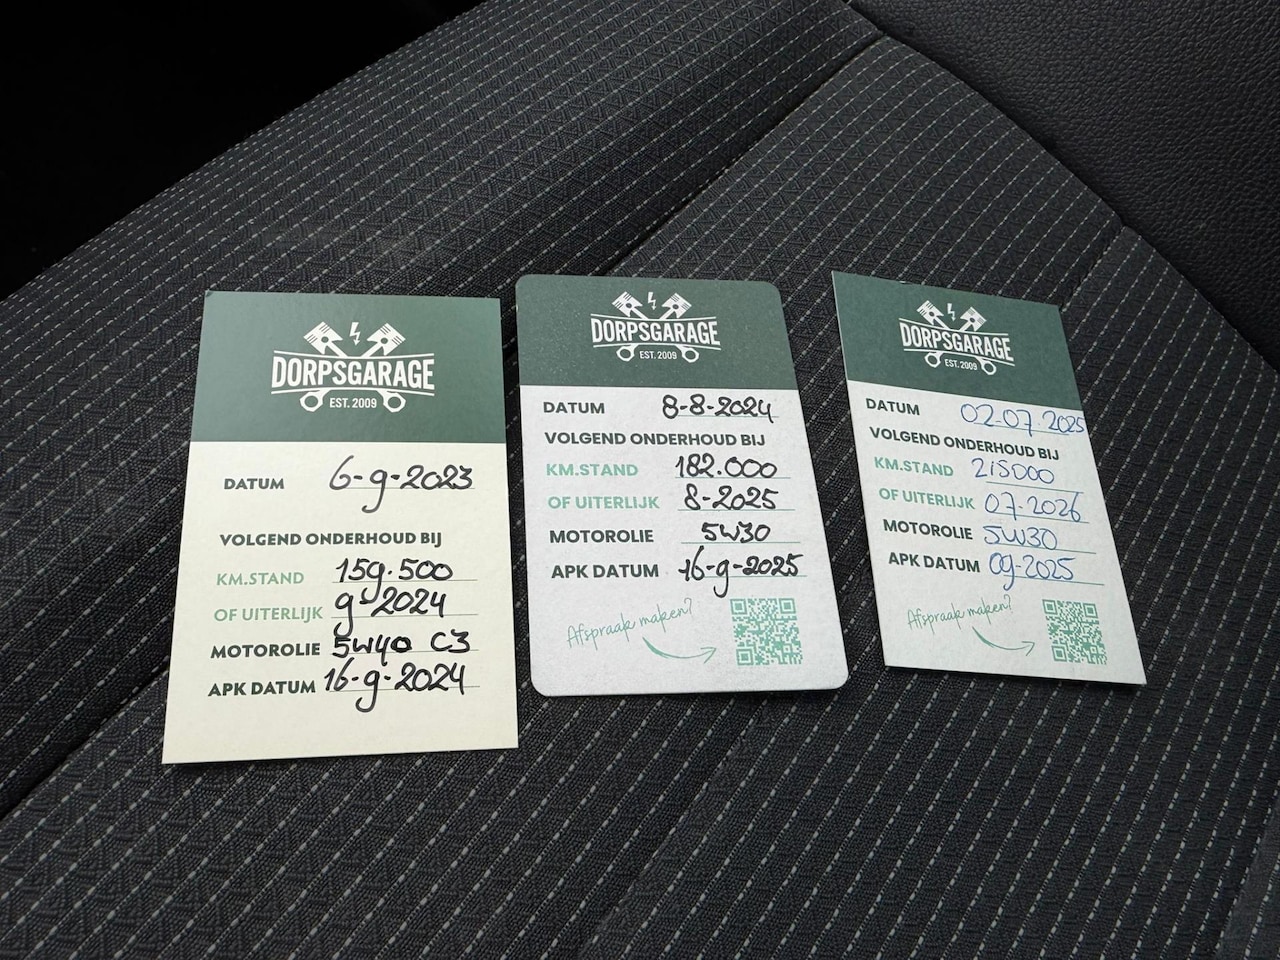 DORPSGARAGE
EST. 2009
DATUM 6-9-2023
VOLGEND ONDERHOUD BIJ
KM.STAND 159.500
OF UITERLIJK 9-2024
MOTOROLIE 5W40 C3
APK DATUM 16-9-2024
DORPSGARAGE
EST. 2009
DATUM 8-8-2024
VOLGEND ONDERHOUD BIJ
KM.STAND 182.000
OF UITERLIJK 8-2025
MOTOROLIE 5W30
APK DATUM 16-9-2025
Afspraak maken?
DORPSGARAGE
EST. 2009
DATUM 02.07.2025
VOLGEND ONDERHOUD BIJ
KM.STAND 215000
OF UITERLIJK 07.2026
MOTOROLIE 5W30
APK DATUM 09-2025
Afspraak maken?